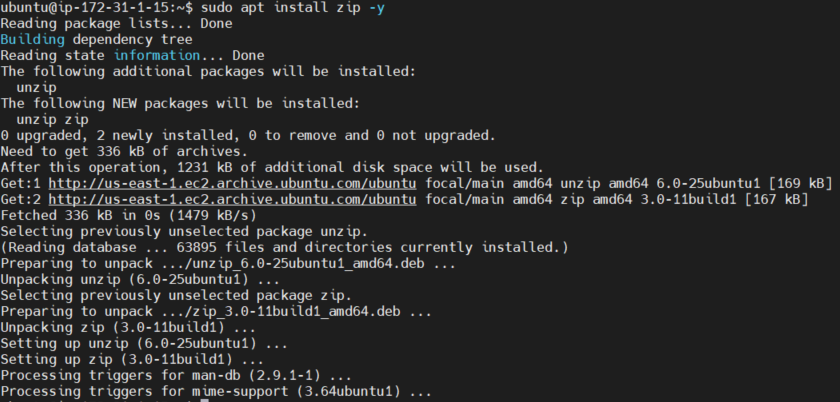 ubuntu@ip-172-31-1-15:~$ sudo apt install zip -y
Reading package lists... Done
Building dependency tree
Reading state information... Done
The following additional packages will be installed:
  unzip
The following NEW packages will be installed:
  unzip zip
0 upgraded, 2 newly installed, 0 to remove and 0 not upgraded.
Need to get 336 kB of archives.
After this operation, 1231 kB of additional disk space will be used.
Get:1 http://us-east-1.ec2.archive.ubuntu.com/ubuntu focal/main amd64 unzip amd64 6.0-25ubuntu1 [169 kB]
Get:2 http://us-east-1.ec2.archive.ubuntu.com/ubuntu focal/main amd64 zip amd64 3.0-11build1 [167 kB]
Fetched 336 kB in 0s (1479 kB/s)
Selecting previously unselected package unzip.
(Reading database ... 63895 files and directories currently installed.)
Preparing to unpack .../unzip_6.0-25ubuntu1_amd64.deb ...
Unpacking unzip (6.0-25ubuntu1) ...
Selecting previously unselected package zip.
Preparing to unpack .../zip_3.0-11build1_amd64.deb ...
Unpacking zip (3.0-11build1) ...
Setting up unzip (6.0-25ubuntu1) ...
Setting up zip (3.0-11build1) ...
Processing triggers for man-db (2.9.1-1) ...
Processing triggers for mime-support (3.64ubuntu1) ...